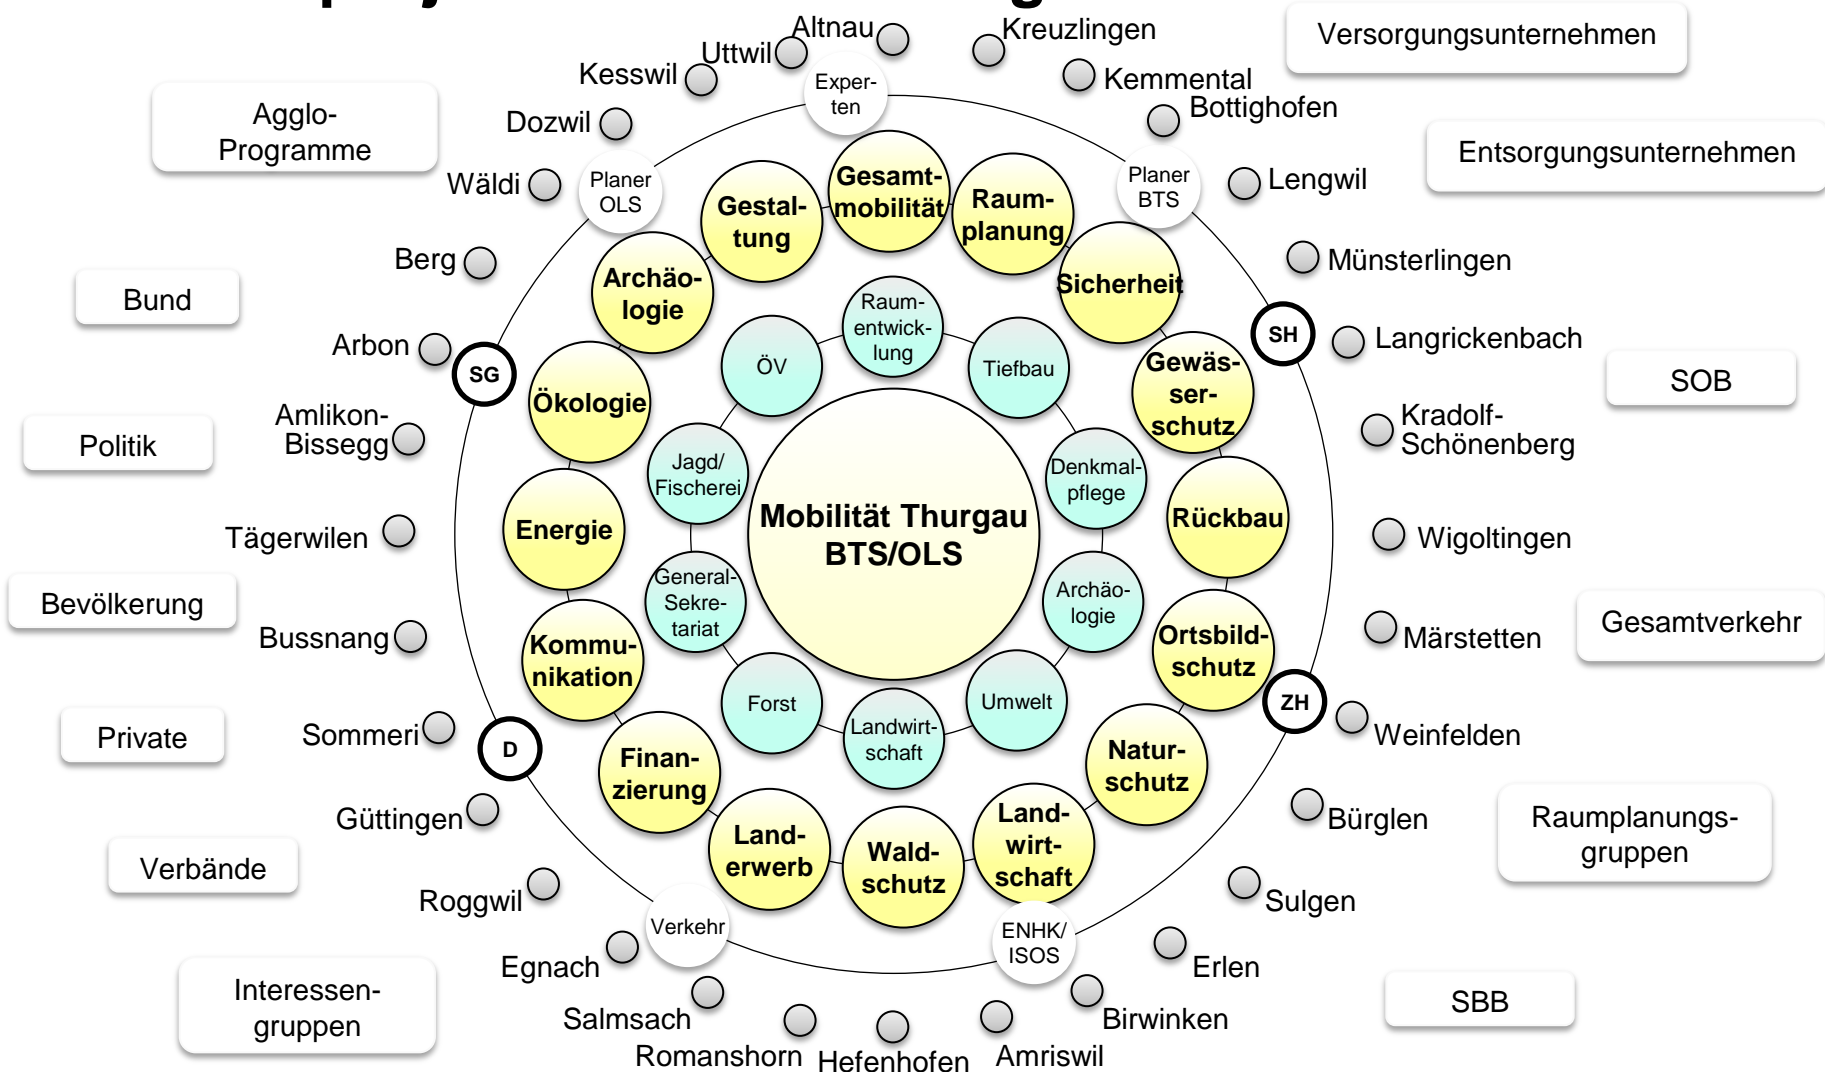 Altnau
Kreuzlingen
Versorgungsunternehmen
Uttwil
Kesswil
Exper-
ten
Kemmental
Bottighofen
Agglo-
Programme
Dozwil
Entsorgungsunternehmen
Wäldi
Planer
OLS
Planer
BTS
Lengwil
Gestal-
tung
Gesamt-
mobilität
Raum-
planung
Berg
Archäo-
logie
Sicherheit
Münsterlingen
Bund
Raum-
entwick-
lung
Arbon
SG
ÖV
Tiefbau
SH
Langrickenbach
SOB
Ökologie
Gewäs-
ser-
schutz
Amlikon-
Bissegg
Kradolf-
Schönenberg
Politik
Jagd/
Fischerei
Denkmal-
pflege
Energie
Mobilität Thurgau
BTS/OLS
Rückbau
Tägerwilen
Wigoltingen
Bevölkerung
General-
Sekre-
tariat
Archäo-
logie
Bussnang
Kommu-
nikation
Ortsbild-
schutz
Märstetten
Gesamtverkehr
Private
Sommeri
D
Forst
Landwirt-
schaft
Umwelt
ZH
Weinfelden
Finan-
zierung
Natur-
schutz
Güttingen
Bürglen
Raumplanungs-
gruppen
Verbände
Land-
erwerb
Wald-
schutz
Land-
wirt-
schaft
Roggwil
Sulgen
Verkehr
ENHK/
ISOS
Egnach
Erlen
Interessen-
gruppen
Salmsach
Birwinken
SBB
Romanshorn
Hefenhofen
Amriswil